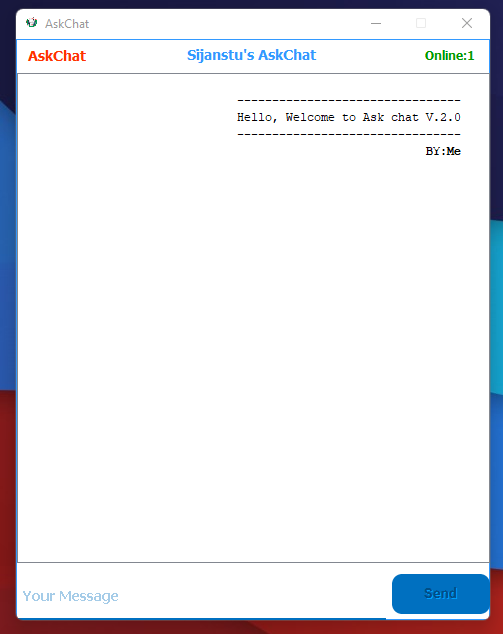 AskChat
AskChat Sijanstu's AskChat Online:1
--------------------------------
Hello, Welcome to Ask chat V.2.0
--------------------------------
BY:Me
Your Message Send